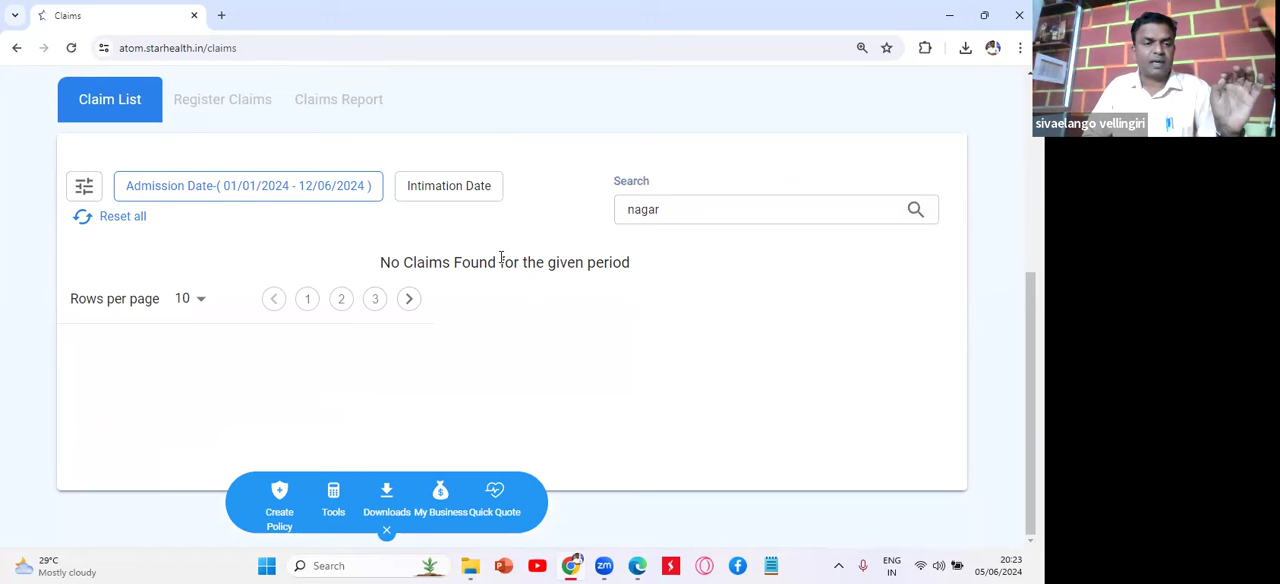 Claims
atom.starhealth.in/claims
sivaelango vellingiri
Claim List
Register Claims
Claims Report
Admission Date-( 01/01/2024 - 12/06/2024 )
Intimation Date
Search
nagar
Reset all
No Claims Found for the given period
Rows per page 10
1 2 3
Create
Policy
Tools
Downloads
My Business
Quick Quote
29°C
Mostly cloudy
Search
zm
ENG
IN
20:23
05/06/2024